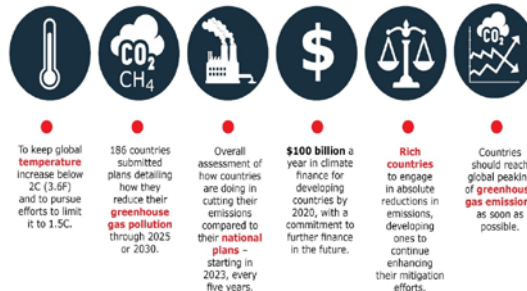 CO2
CH4
$
CO2
To keep global
temperature
increase below
2C (3.6F)
and to pursue
efforts to limit
it to 1.5C.
186 countries
submitted
plans detailing
how they
reduce their
greenhouse
gas pollution
through 2025
or 2030.
Overall
assessment of
how countries
are doing in
cutting their
emissions
compared to
their national
plans –
starting in
2023, every
five years.
$100 billion a
year in climate
finance for
developing
countries by
2020, with a
commitment to
further finance
in the future.
Rich
countries
to engage
in absolute
reductions in
emissions,
developing
ones to
continue
enhancing
their mitigation
efforts.
Countries
should reach
global peaking
of greenhouse
gas emission
as soon as
possible.